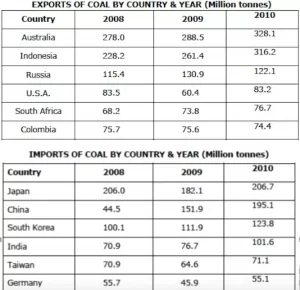 EXPORTS OF COAL BY COUNTRY & YEAR (Million tonnes)
Country 2008 2009 2010
Australia 278.0 288.5 328.1
Indonesia 228.2 261.4 316.2
Russia 115.4 130.9 122.1
U.S.A. 83.5 60.4 83.2
South Africa 68.2 73.8 76.7
Colombia 75.7 75.6 74.4
IMPORTS OF COAL BY COUNTRY & YEAR (Million tonnes)
Country 2008 2009 2010
Japan 206.0 182.1 206.7
China 44.5 151.9 195.1
South Korea 100.1 111.9 123.8
India 70.9 76.7 101.6
Taiwan 70.9 64.6 71.1
Germany 55.7 45.9 55.1